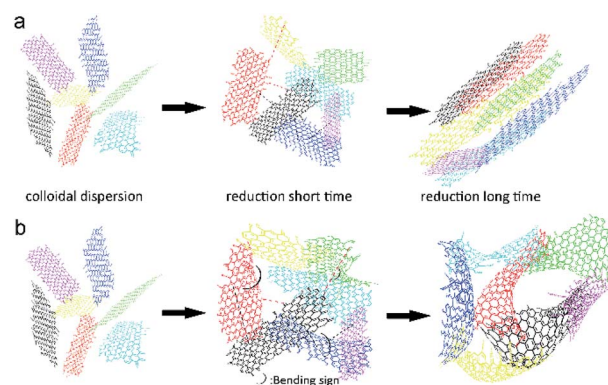 a
colloidal dispersion
reduction short time
reduction long time
b
:Bending sign